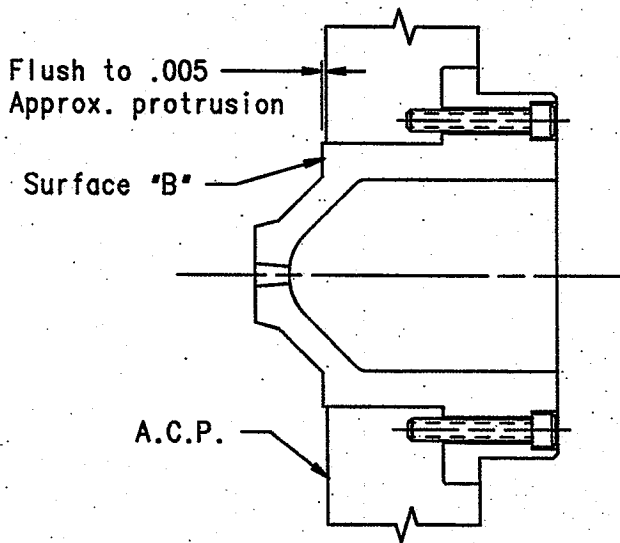 Flush to .005
Approx. protrusion
Surface "B"
A.C.P.